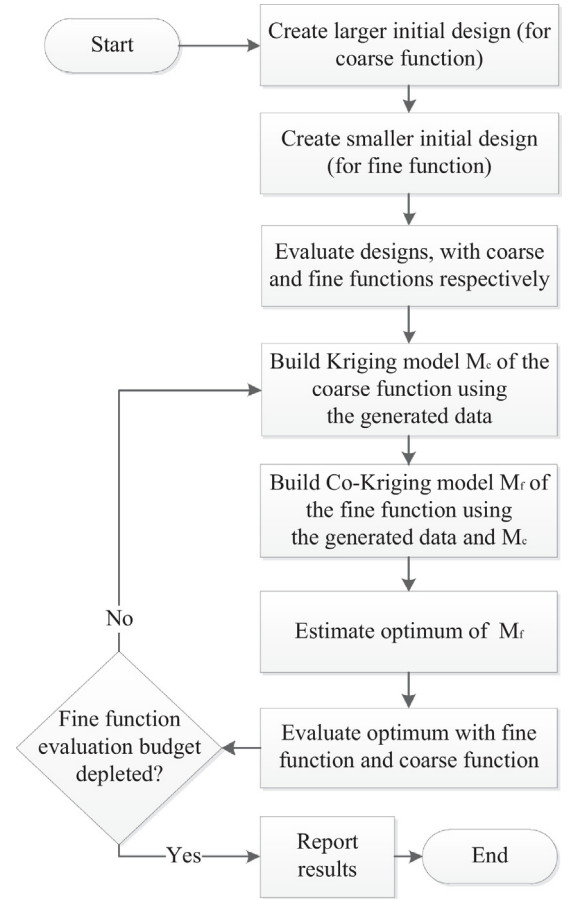 Start
Create larger initial design (for
coarse function)
Create smaller initial design
(for fine function)
Evaluate designs, with coarse
and fine functions respectively
Build Kriging model Mc of the
coarse function using
the generated data
Build Co-Kriging model Mf of
the fine function using
the generated data and Mc
No
Estimate optimum of Mf
Fine function
evaluation budget
depleted?
Evaluate optimum with fine
function and coarse function
Yes
Report
results
End